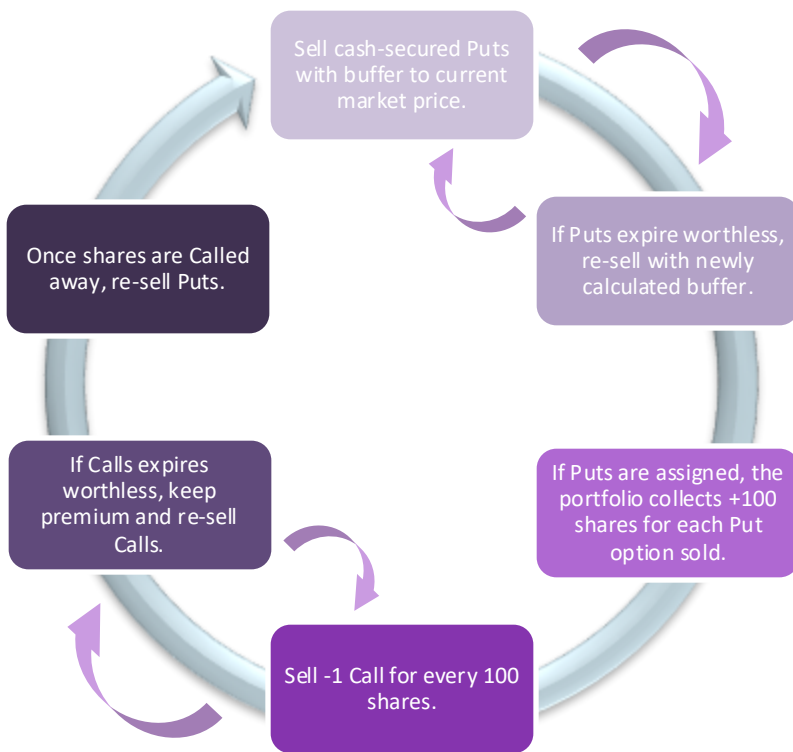 Sell cash-secured Puts
with buffer to current
market price.
If Puts expire worthless,
re-sell with newly
calculated buffer.
If Puts are assigned, the
portfolio collects +100
shares for each Put
option sold.
Sell -1 Call for every 100
shares.
If Calls expires
worthless, keep
premium and re-sell
Calls.
Once shares are Called
away, re-sell Puts.